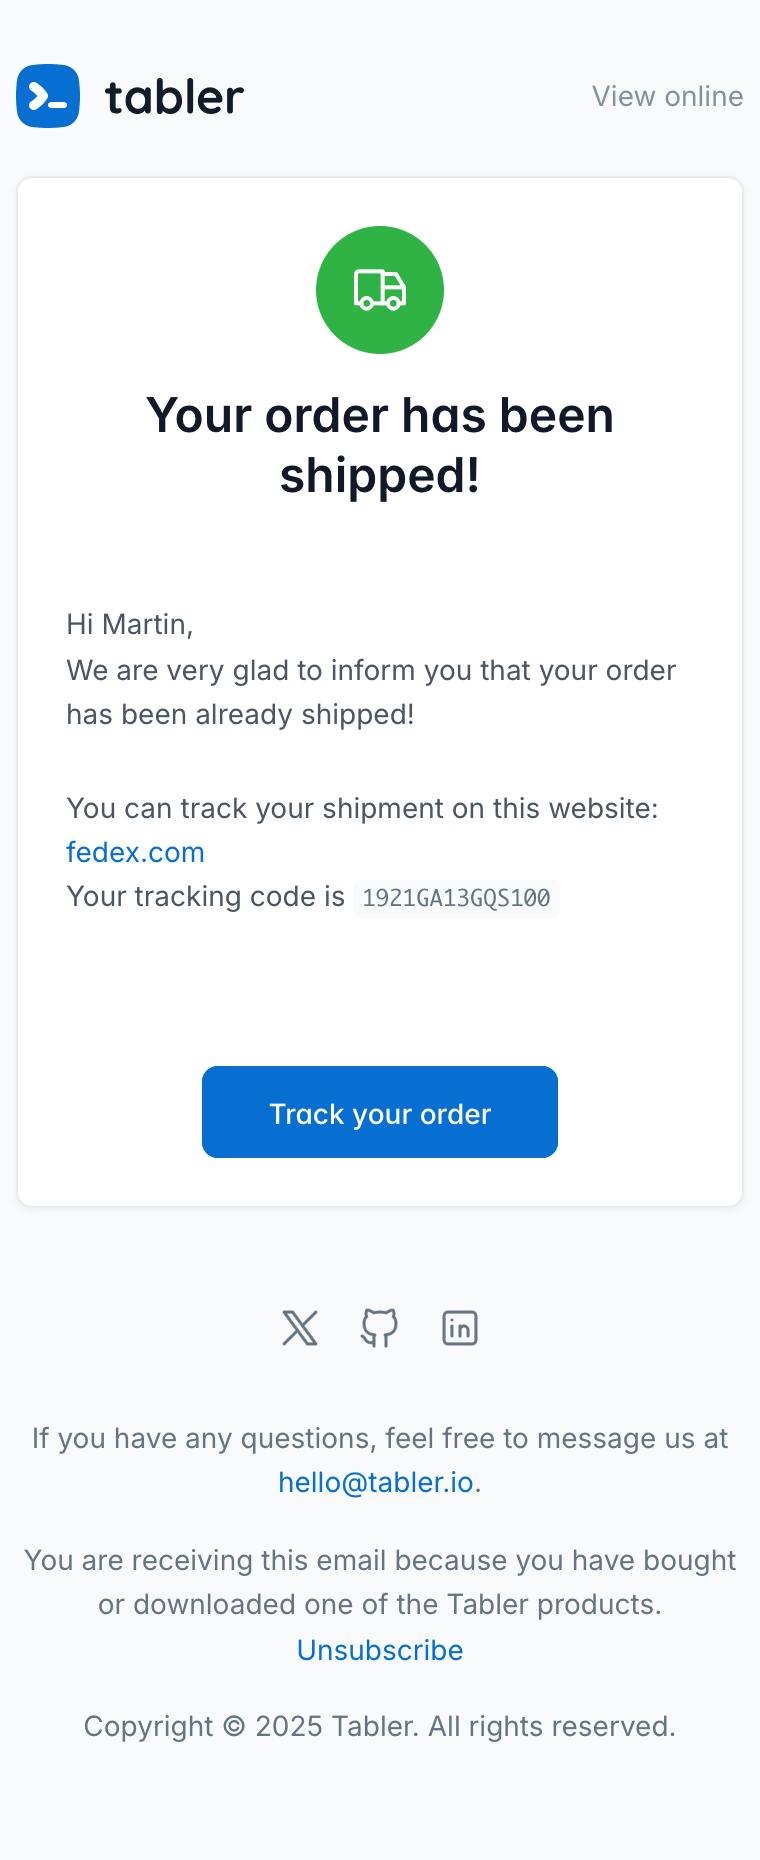 tabler
View online
Your order has been
shipped!
Hi Martin,
We are very glad to inform you that your order
has been already shipped!
You can track your shipment on this website:
fedex.com
Your tracking code is 1921GA13GQS100
Track your order
If you have any questions, feel free to message us at
hello@tabler.io.
You are receiving this email because you have bought
or downloaded one of the Tabler products.
Unsubscribe
Copyright © 2025 Tabler. All rights reserved.